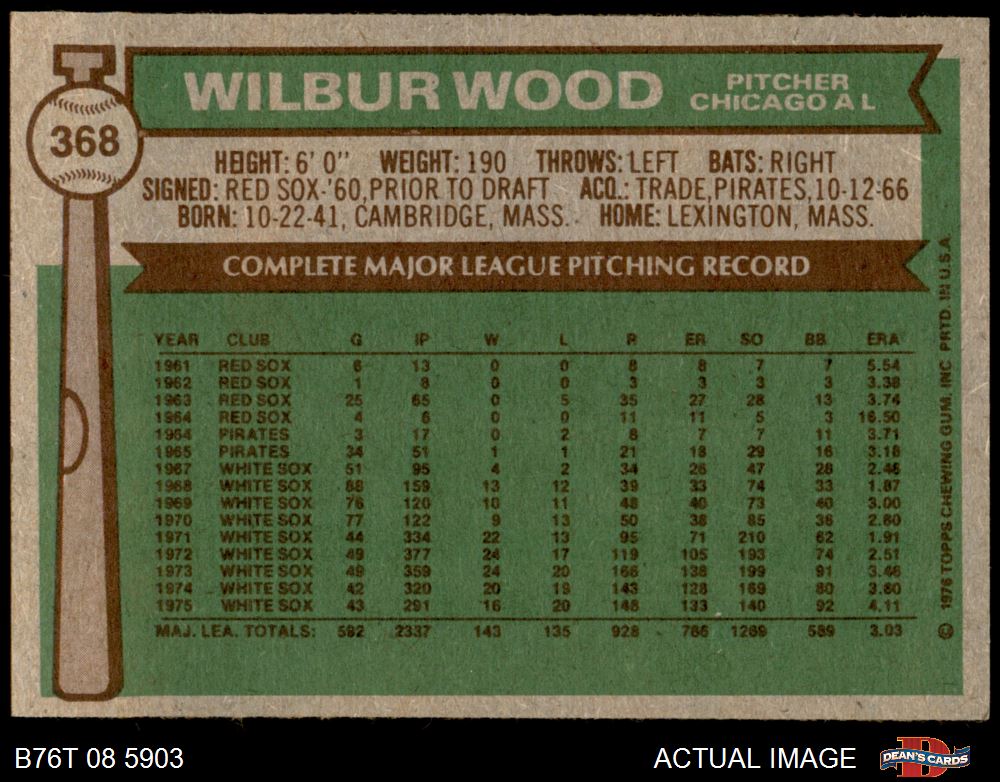 WILBUR WOOD
PITCHER
CHICAGO A L
368
HEIGHT: 6' 0" WEIGHT: 190 THROWS: LEFT BATS: RIGHT
SIGNED: RED SOX-'60, PRIOR TO DRAFT ACQ.: TRADE, PIRATES, 10-12-66
BORN: 10-22-41, CAMBRIDGE, MASS. HOME: LEXINGTON, MASS.
COMPLETE MAJOR LEAGUE PITCHING RECORD
YEAR CLUB G IP W L R ER SO BB ERA
1961 RED SOX 6 13 0 0 8 8 7 7 5.54
1962 RED SOX 1 8 0 0 3 3 3 3 3.38
1963 RED SOX 25 65 0 5 35 27 28 13 3.74
1964 RED SOX 4 6 0 0 11 11 5 3 16.50
1964 PIRATES 3 17 0 2 8 7 7 11 3.71
1965 PIRATES 34 51 1 1 21 18 29 16 3.18
1967 WHITE SOX 51 95 4 2 34 26 47 28 2.46
1968 WHITE SOX 88 159 13 12 39 33 74 33 1.87
1969 WHITE SOX 76 120 10 11 48 40 73 40 3.00
1970 WHITE SOX 77 122 9 13 50 38 85 36 2.80
1971 WHITE SOX 44 334 22 13 95 71 210 62 1.91
1972 WHITE SOX 49 377 24 17 119 105 193 74 2.51
1973 WHITE SOX 49 359 24 20 166 138 199 91 3.46
1974 WHITE SOX 42 320 20 19 143 128 169 80 3.60
1975 WHITE SOX 43 291 16 20 148 133 140 92 4.11
MAJ. LEA. TOTALS: 592 2337 143 135 928 786 1269 589 3.03
© 1976 TOPPS CHEWING GUM, INC. PRTD. IN U.S.A.
B76T 08 5903
ACTUAL IMAGE
D
DEAN'S CARDS